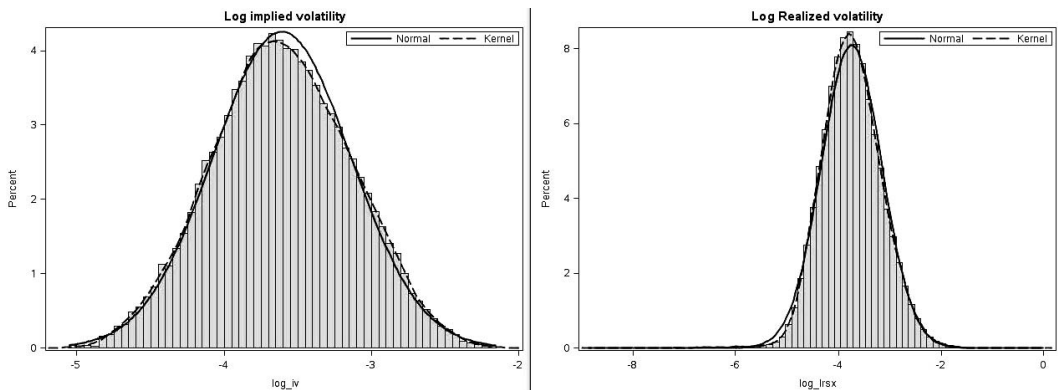 Log implied volatility
Normal Kernel
Percent
4
3
2
1
0
-5 -4 -3 -2
log_iv
Log Realized volatility
Normal Kernel
Percent
8
6
4
2
0
-8 -6 -4 -2 0
log_lrsx